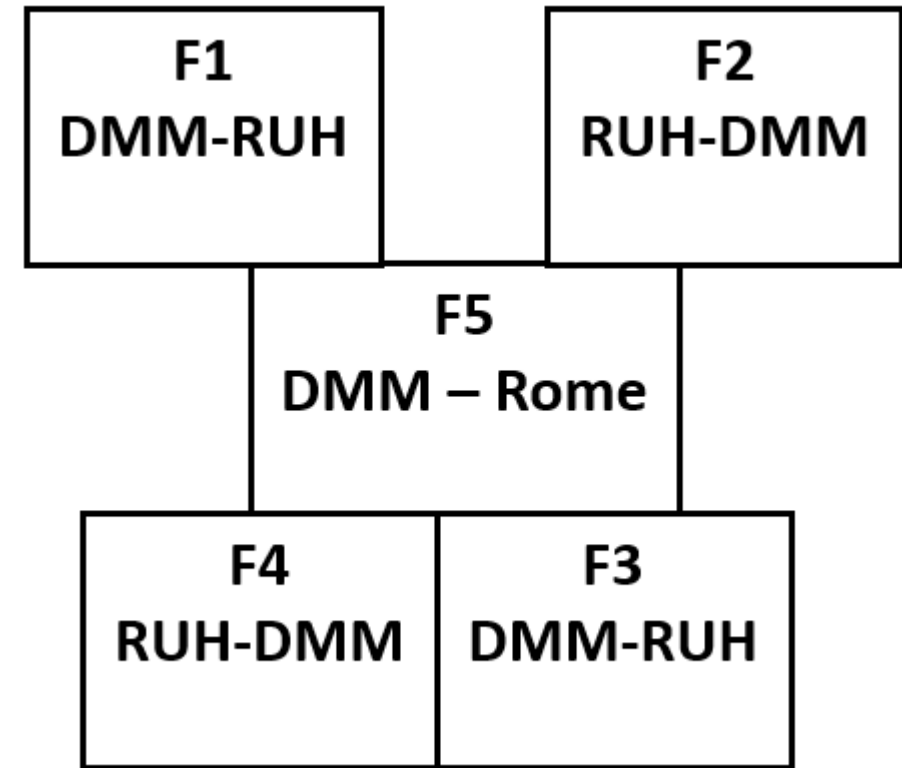 F1
DMM-RUH
F2
RUH-DMM
F5
DMM – Rome
F4
RUH-DMM
F3
DMM-RUH